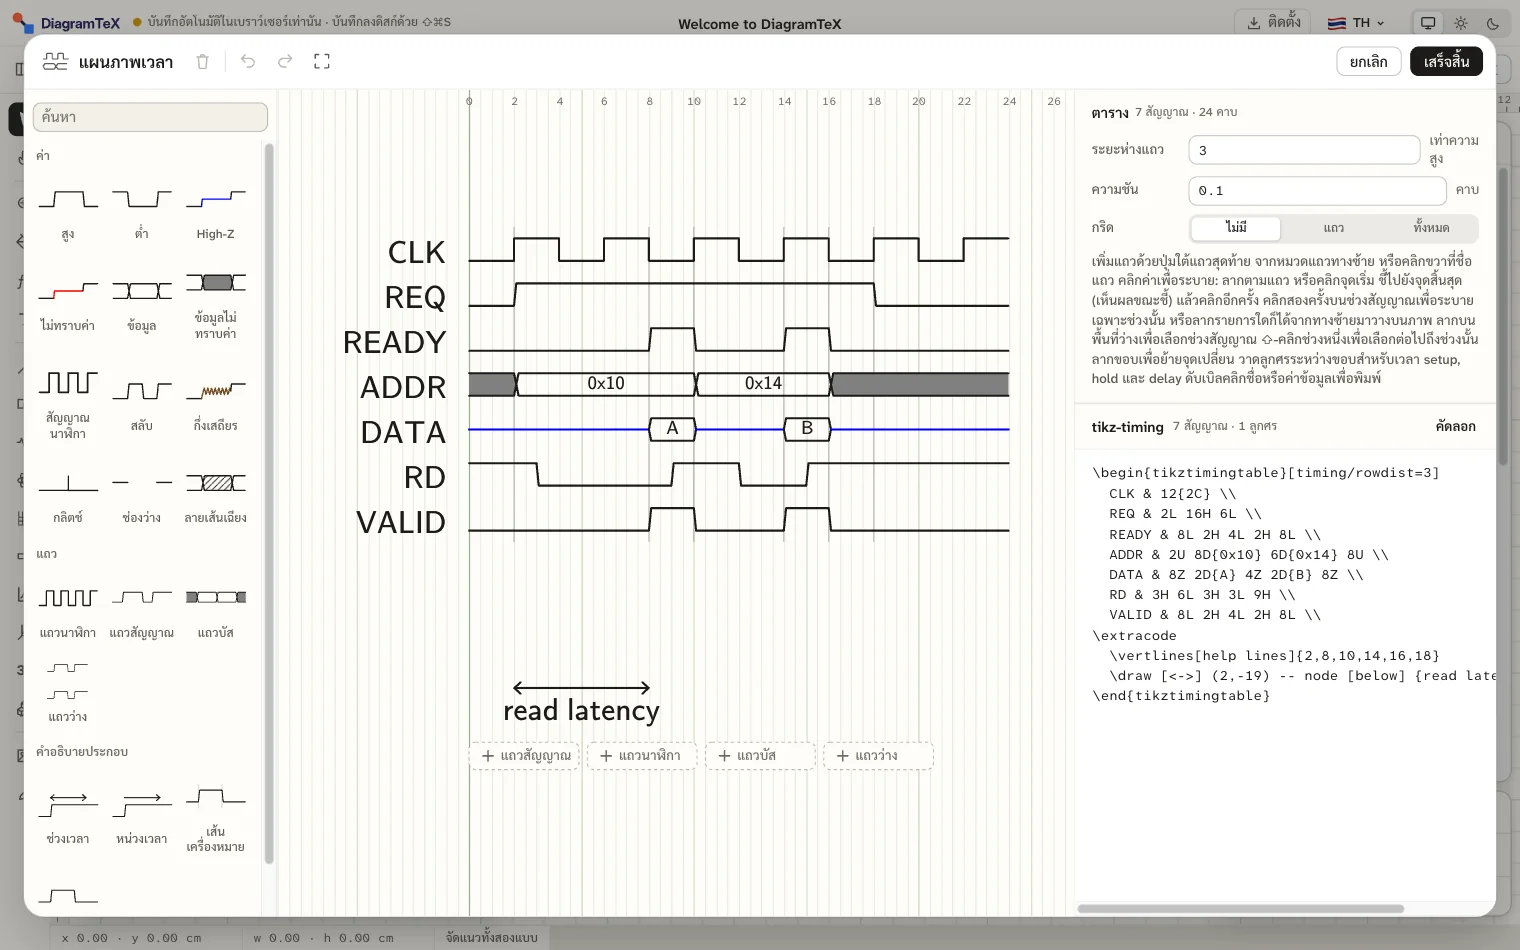 DiagramTeX
บันทึกอัตโนมัติในเบราว์เซอร์เท่านั้น · บันทึกลงดิสก์ด้วย ⇧⌘S
Welcome to DiagramTeX
ติดตั้ง
TH
แผนภาพเวลา
ยกเลิก
เสร็จสิ้น
ค้นหา
ค่า
สูง
ต่ำ
High-Z
ไม่ทราบค่า
ข้อมูล
ข้อมูลไม่
ทราบค่า
สัญญาณ
นาฬิกา
สลับ
กึ่งเสถียร
กลิตช์
ช่องว่าง
ลายเส้นเฉียง
แถว
แถวนาฬิกา
แถวสัญญาณ
แถวบัส
แถวว่าง
คำอธิบายประกอบ
ช่วงเวลา
หน่วงเวลา
เส้น
เครื่องหมาย
0 2 4 6 8 10 12 14 16 18 20 22 24 26
CLK
REQ
READY
ADDR 0x10 0x14
DATA A B
RD
VALID
read latency
+ แถวสัญญาณ
+ แถวนาฬิกา
+ แถวบัส
+ แถวว่าง
ตาราง 7 สัญญาณ · 24 คาบ
ระยะห่างแถว 3 เท่าความ
สูง
ความชัน 0.1 คาบ
กริด ไม่มี แถว ทั้งหมด
เพิ่มแถวด้วยปุ่มใต้แถวสุดท้าย จากหมวดแถวทางซ้าย หรือคลิกขวาที่ชื่อ
แถว คลิกค่าเพื่อระบาย: ลากตามแถว หรือคลิกจุดเริ่ม ชี้ไปยังจุดสิ้นสุด
(เห็นผลขณะชี้) แล้วคลิกอีกครั้ง คลิกสองครั้งบนช่วงสัญญาณเพื่อระบาย
เฉพาะช่วงนั้น หรือลากรายการใดก็ได้จากทางซ้ายมาวางบนภาพ ลากบน
พื้นที่ว่างเพื่อเลือกช่วงสัญญาณ ⇧-คลิกช่วงหนึ่งเพื่อเลือกต่อไปถึงช่วงนั้น
ลากขอบเพื่อย้ายจุดเปลี่ยน วาดลูกศรระหว่างขอบสำหรับเวลา setup,
hold และ delay ดับเบิลคลิกชื่อหรือค่าข้อมูลเพื่อพิมพ์
tikz-timing 7 สัญญาณ · 1 ลูกศร
คัดลอก
\begin{tikztimingtable}[timing/rowdist=3]
CLK & 12{2C} \\
REQ & 2L 16H 6L \\
READY & 8L 2H 4L 2H 8L \\
ADDR & 2U 8D{0x10} 6D{0x14} 8U \\
DATA & 8Z 2D{A} 4Z 2D{B} 8Z \\
RD & 3H 6L 3H 3L 9H \\
VALID & 8L 2H 4L 2H 8L \\
\extracode
\vertlines[help lines]{2,8,10,14,16,18}
\draw [<->] (2,-19) -- node [below] {read late
\end{tikztimingtable}
12
x 0.00 · y 0.00 cm
w 0.00 · h 0.00 cm
จัดแนวทั้งสองแบบ